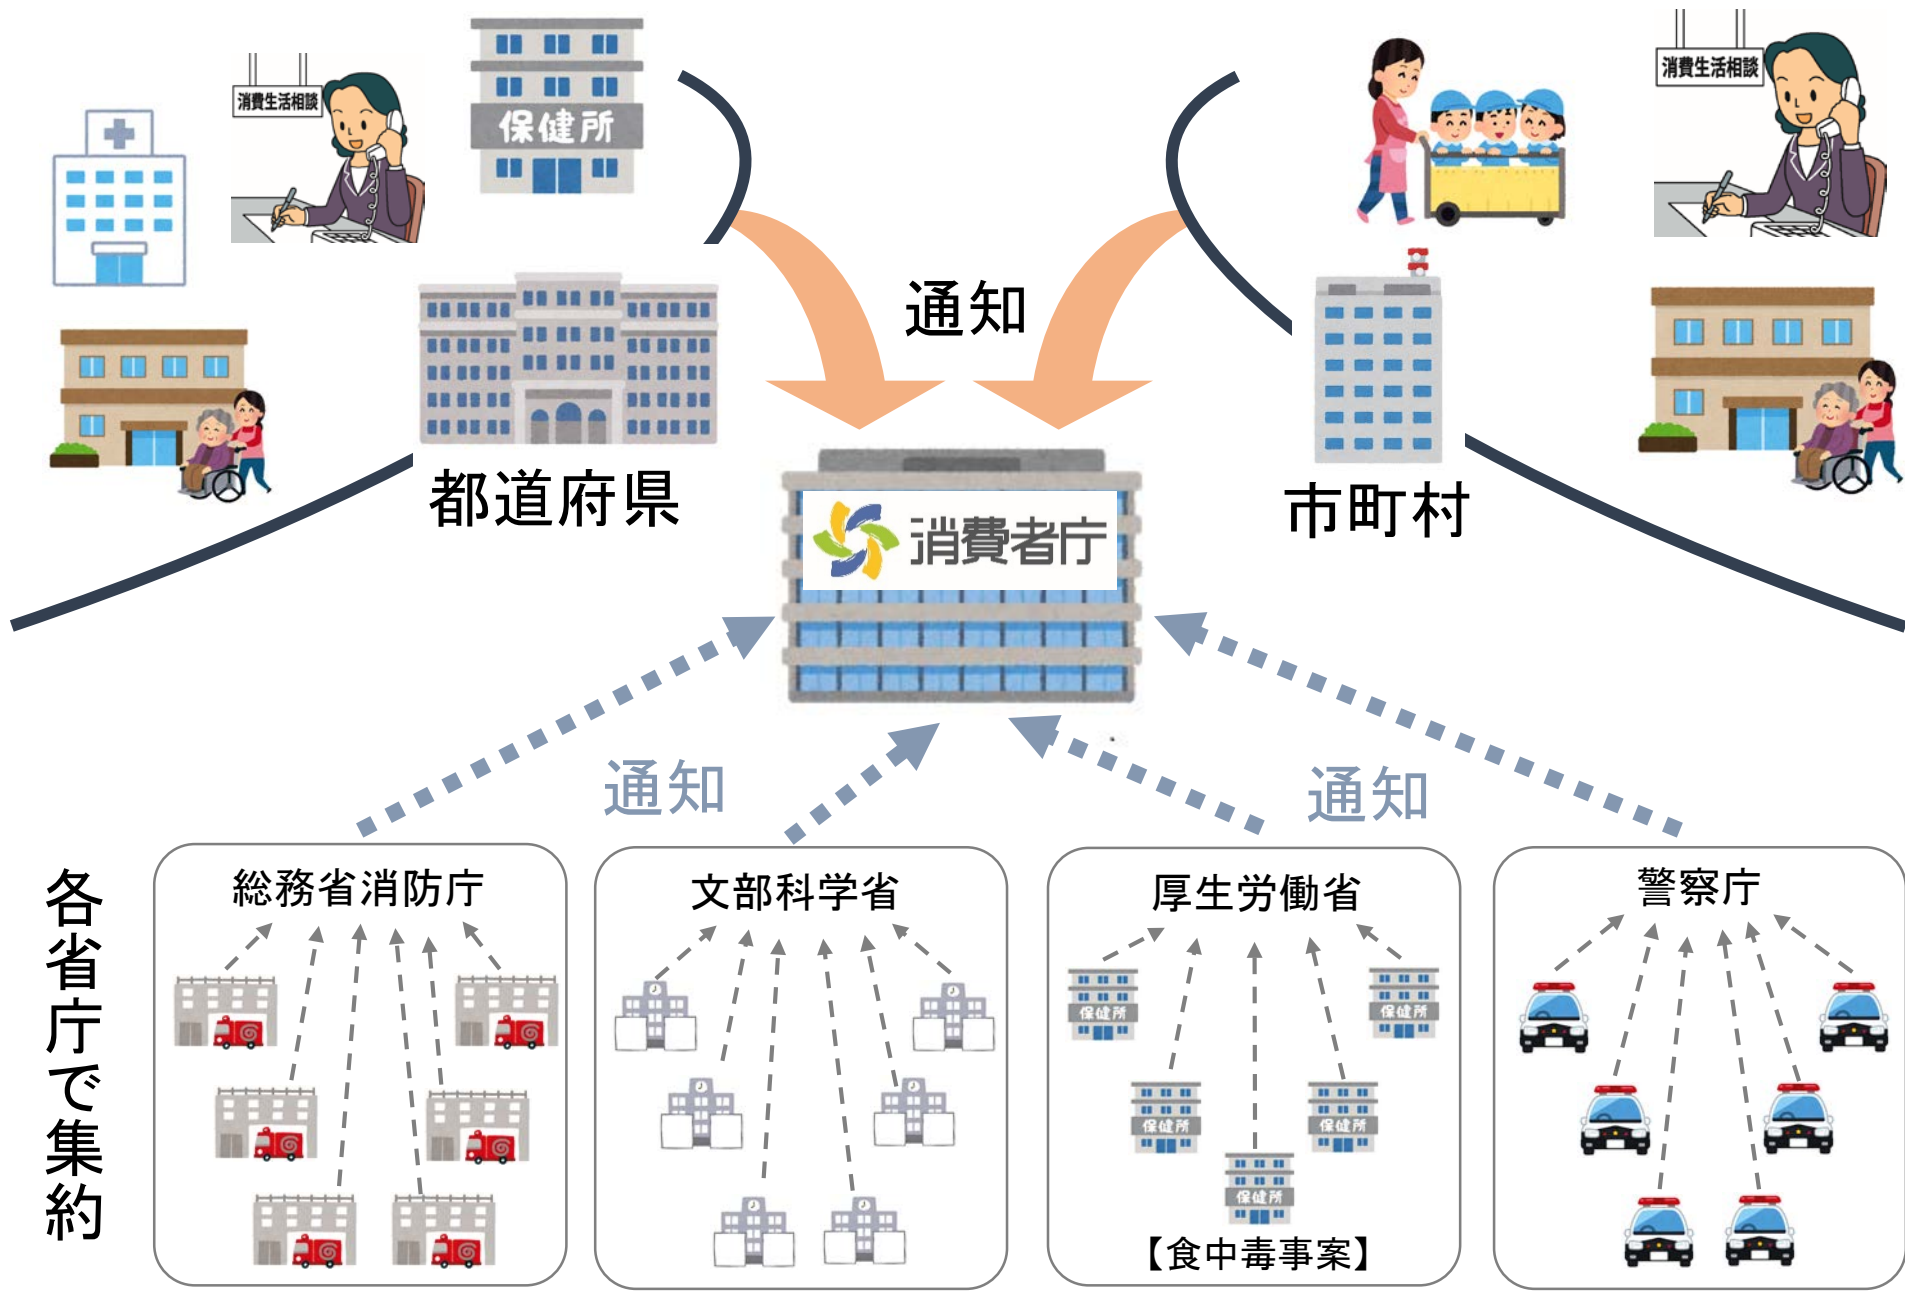 消費生活相談
保健所
消費生活相談
通知
都道府県
市町村
消費者庁
通知
通知
各省庁で集約
総務省消防庁
文部科学省
厚生労働省
保健所
保健所
保健所
保健所
保健所
【食中毒事案】
警察庁